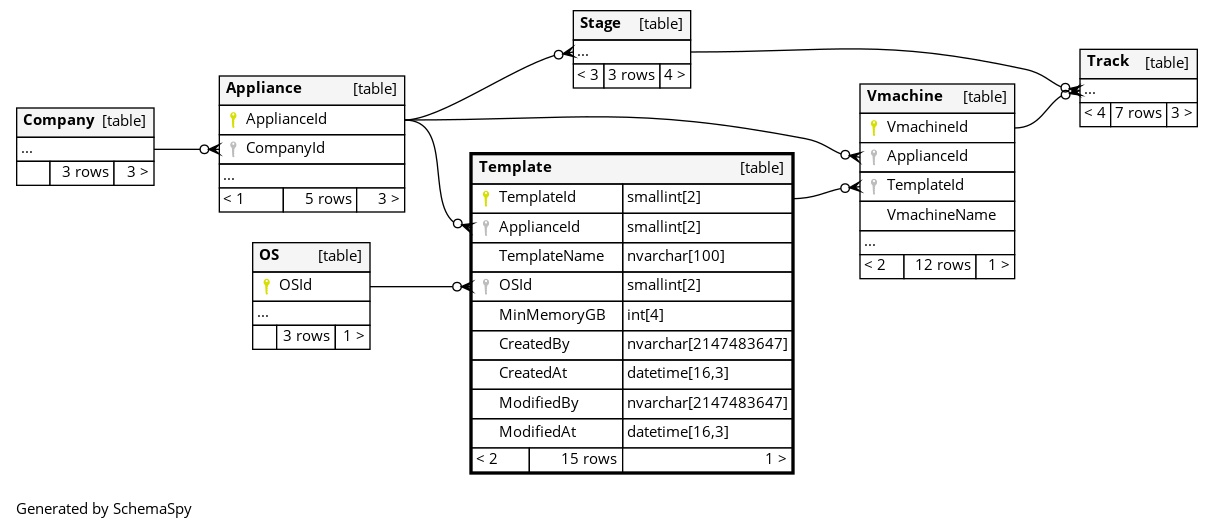 Stage [table]
...
< 3 3 rows 4 >
Track [table]
...
< 4 7 rows 3 >
Appliance [table]
ApplianceId
CompanyId
...
< 1 5 rows 3 >
Vmachine [table]
VmachineId
ApplianceId
TemplateId
VmachineName
...
< 2 12 rows 1 >
Company [table]
...
3 rows 3 >
Template [table]
TemplateId smallint[2]
ApplianceId smallint[2]
TemplateName nvarchar[100]
OSId smallint[2]
MinMemoryGB int[4]
CreatedBy nvarchar[2147483647]
CreatedAt datetime[16,3]
ModifiedBy nvarchar[2147483647]
ModifiedAt datetime[16,3]
< 2 15 rows 1 >
OS [table]
OSId
...
3 rows 1 >
Generated by SchemaSpy